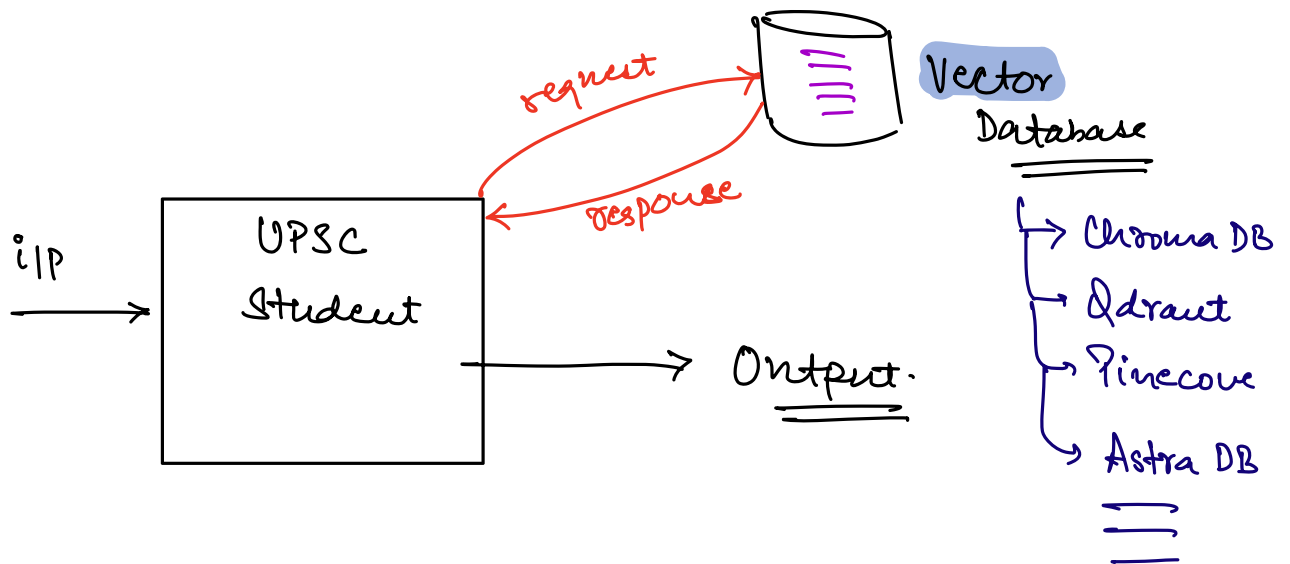 request
Vector
Database
response
i/p
UPSC
Student
Output.
Chroma DB
Qdrant
Pinecone
Astra DB